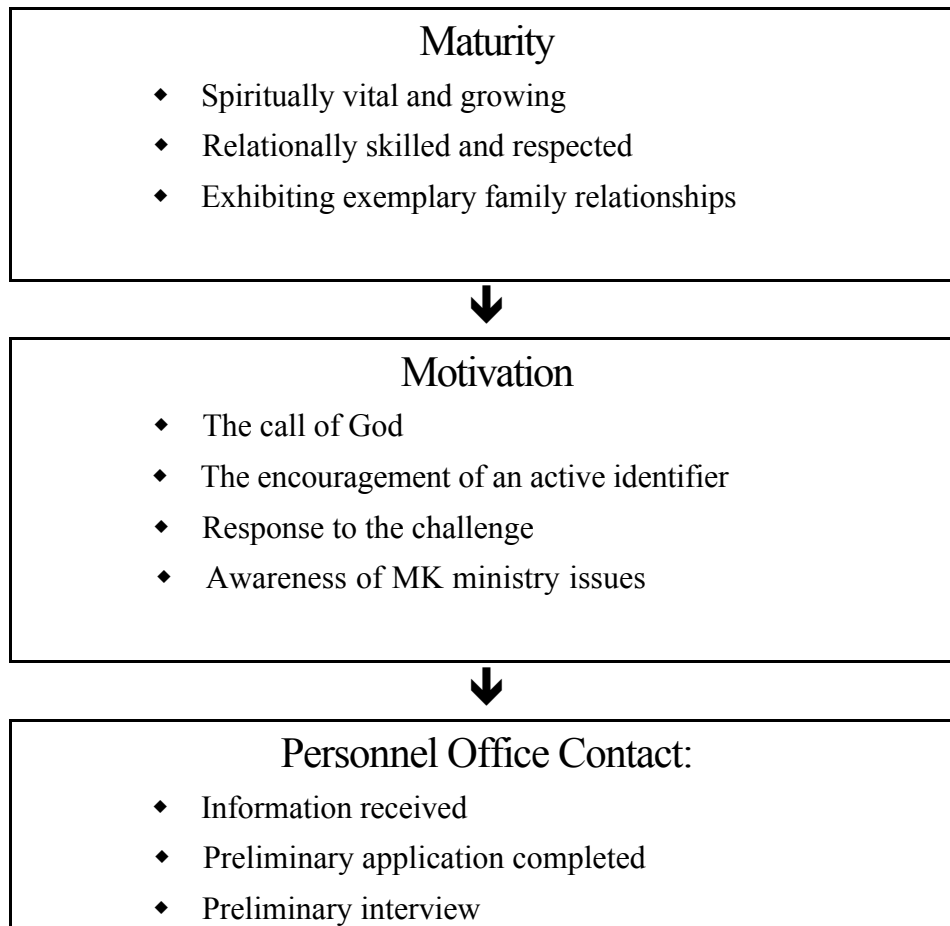 Maturity
◆ Spiritually vital and growing
◆ Relationally skilled and respected
◆ Exhibiting exemplary family relationships
Motivation
◆ The call of God
◆ The encouragement of an active identifier
◆ Response to the challenge
◆ Awareness of MK ministry issues
Personnel Office Contact:
◆ Information received
◆ Preliminary application completed
◆ Preliminary interview